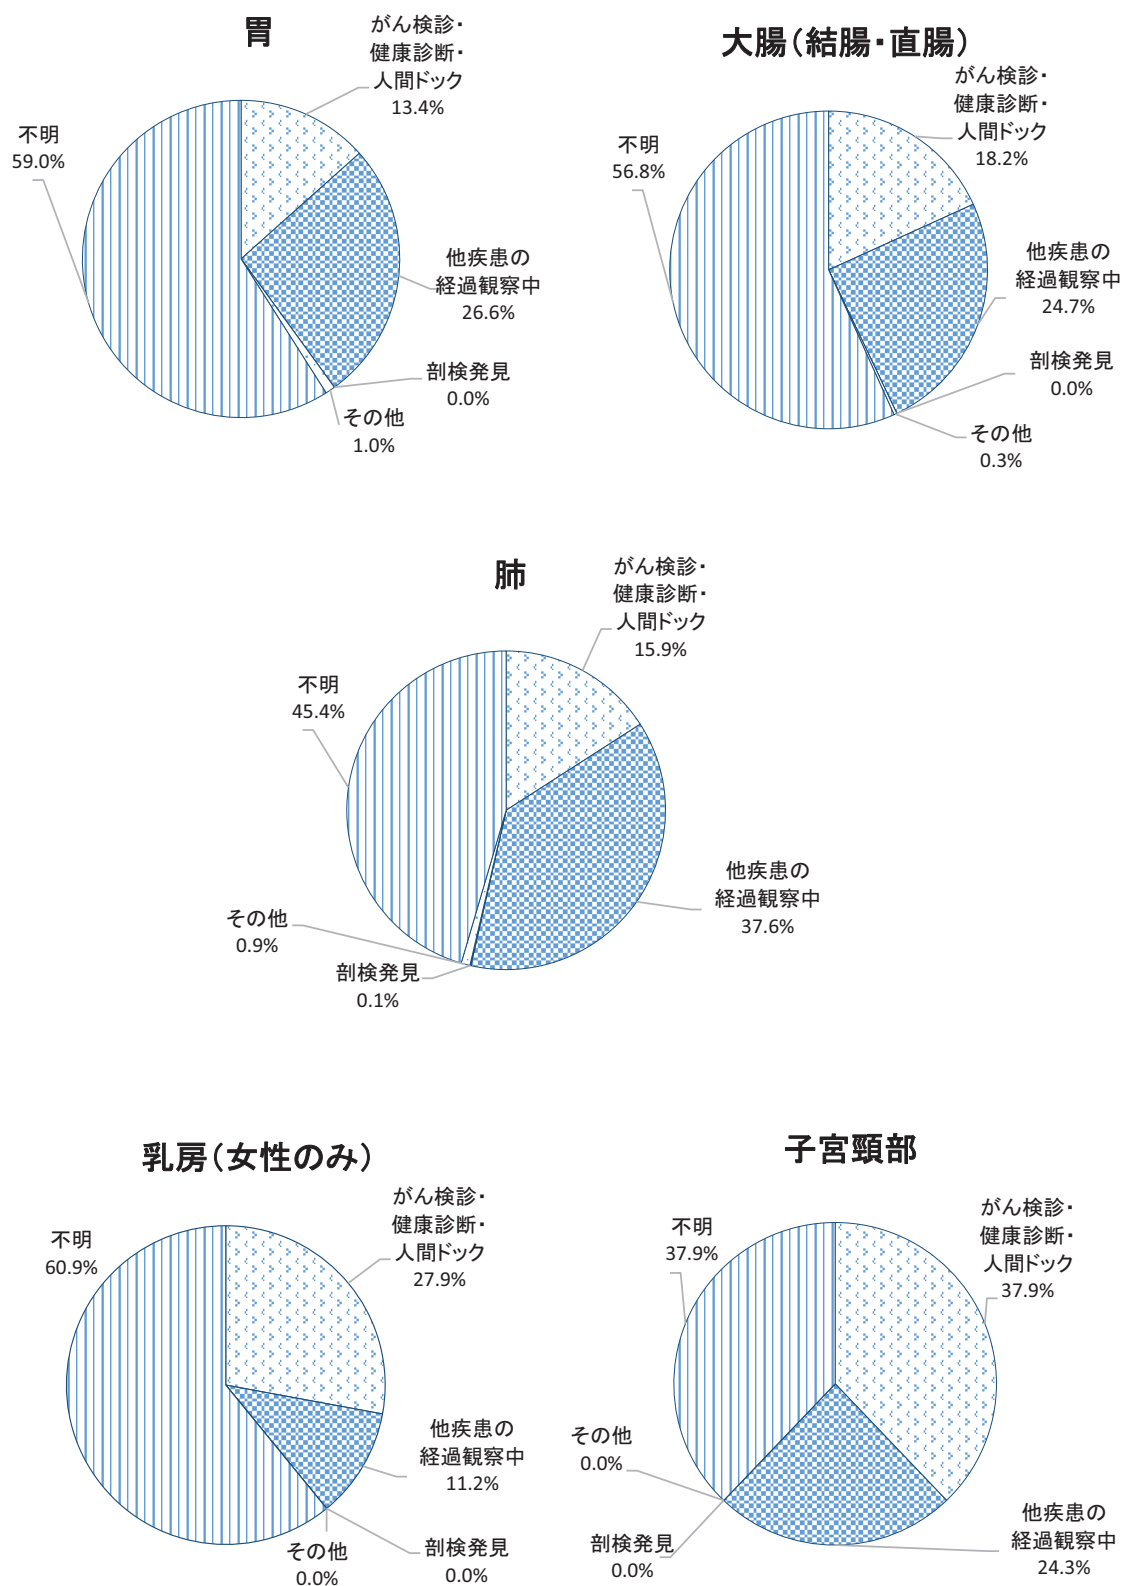 胃
がん検診・
健康診断・
人間ドック
13.4%
不明
59.0%
他疾患の
経過観察中
26.6%
剖検発見
0.0%
その他
1.0%
大腸（結腸・直腸）
がん検診・
健康診断・
人間ドック
18.2%
不明
56.8%
他疾患の
経過観察中
24.7%
剖検発見
0.0%
その他
0.3%
肺
がん検診・
健康診断・
人間ドック
15.9%
不明
45.4%
他疾患の
経過観察中
37.6%
その他
0.9%
剖検発見
0.1%
乳房（女性のみ）
がん検診・
健康診断・
人間ドック
27.9%
不明
60.9%
他疾患の
経過観察中
11.2%
その他
0.0%
剖検発見
0.0%
子宮頸部
がん検診・
健康診断・
人間ドック
37.9%
不明
37.9%
その他
0.0%
剖検発見
0.0%
他疾患の
経過観察中
24.3%